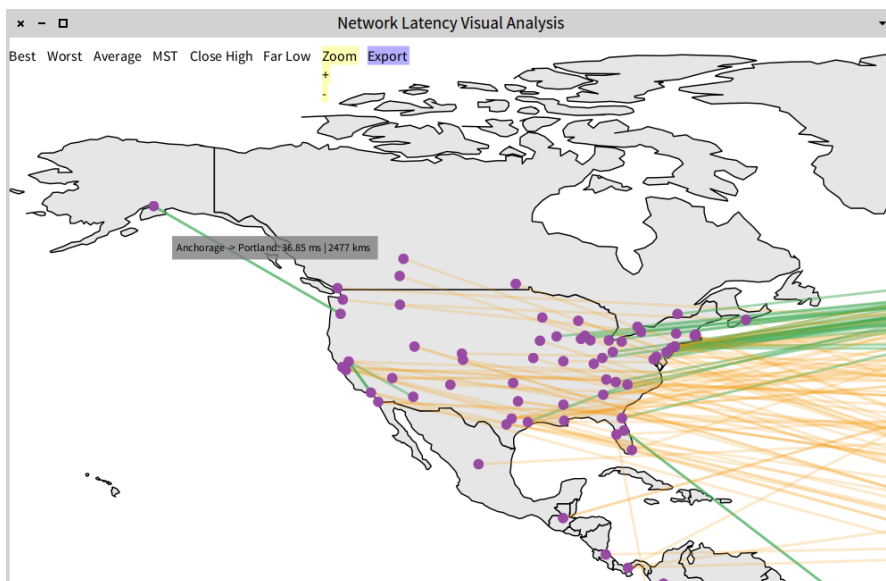 Network Latency Visual Analysis
Best Worst Average MST Close High Far Low Zoom Export
+
-
Anchorage -> Portland: 36.85 ms | 2477 kms